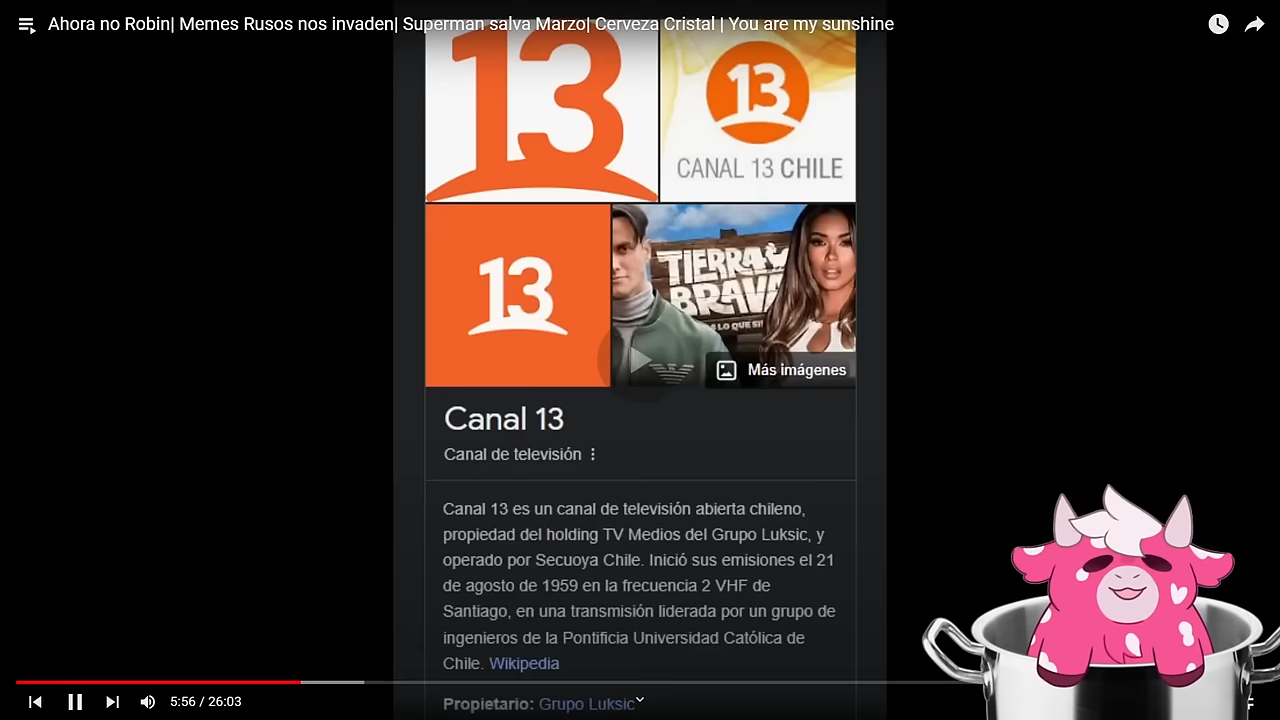 Ahora no Robin| Memes Rusos nos invaden| Superman salva Marzo| Cerveza Cristal | You are my sunshine
13
13
CANAL 13 CHILE
13
TIERRA
BRAVA
LO QUE SI
Más imágenes
Canal 13
Canal de televisión
Canal 13 es un canal de televisión abierta chileno,
propiedad del holding TV Medios del Grupo Luksic, y
operado por Secuoya Chile. Inició sus emisiones el 21
de agosto de 1959 en la frecuencia 2 VHF de
Santiago, en una transmisión liderada por un grupo de
ingenieros de la Pontificia Universidad Católica de
Chile. Wikipedia
Propietario: Grupo Luksic
5:56 / 26:03